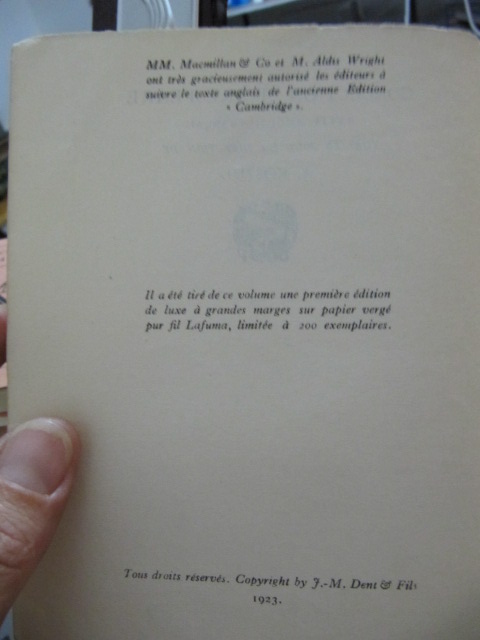 MM. Macmillan & Co et M. Aldis Wright
ont très gracieusement autorisé les éditeurs à
suivre le texte anglais de l'ancienne Edition
« Cambridge ».
Il a été tiré de ce volume une première édition
de luxe à grandes marges sur papier vergé
pur fil Lafuma, limitée à 200 exemplaires.
Tous droits réservés. Copyright by J.-M. Dent & Fils
1923.